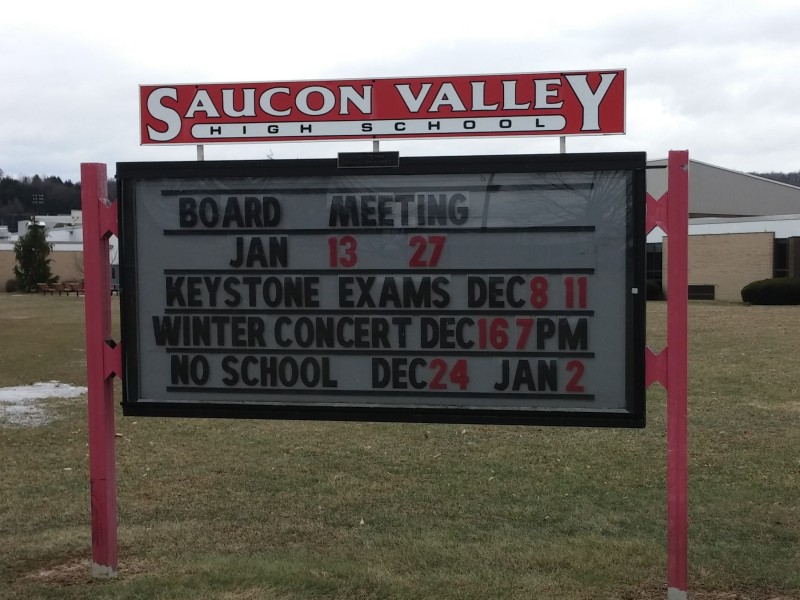 SAUCON VALLEY
HIGH SCHOOL
BOARD MEETING
JAN 13 27
KEYSTONE EXAMS DEC 8 11
WINTER CONCERT DEC 16 7PM
NO SCHOOL DEC 24 JAN 2